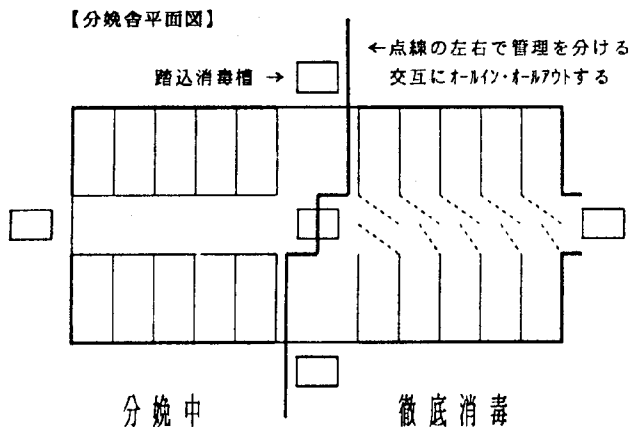 【分娩舎平面図】
←点線の左右で管理を分ける
踏込消毒槽 →
交互にオールイン・オールアウトする
分娩中
徹底消毒